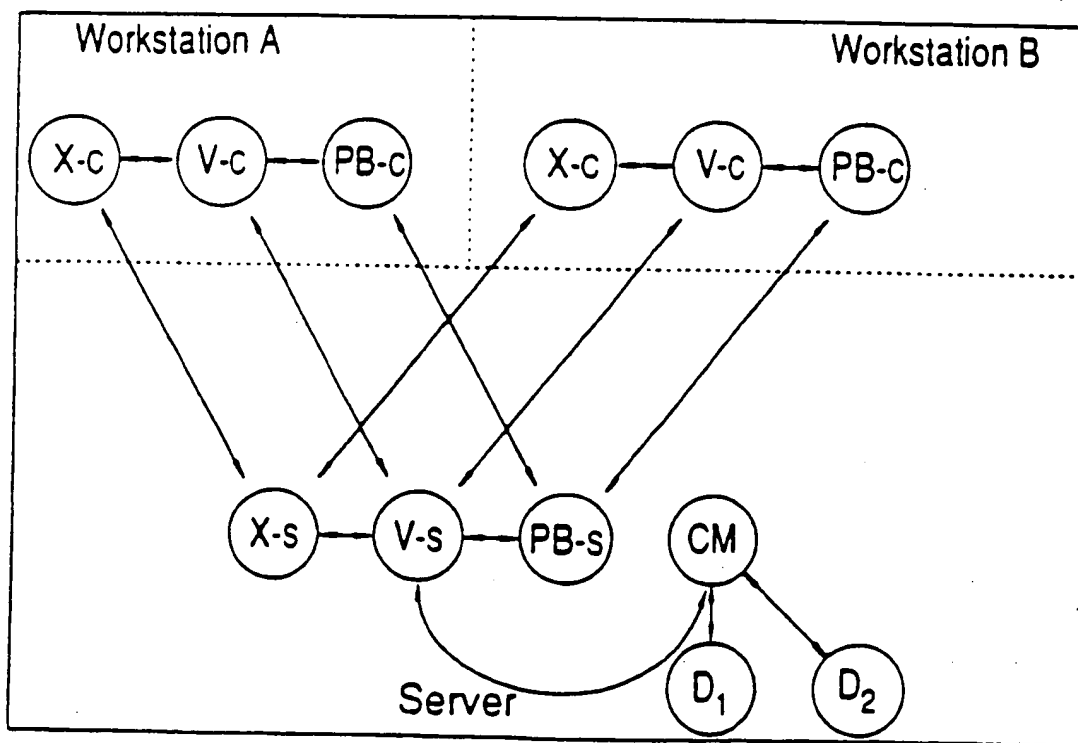 Workstation A
Workstation B
X-c
V-c
PB-c
X-c
V-c
PB-c
X-s
V-s
PB-s
CM
Server
D1
D2